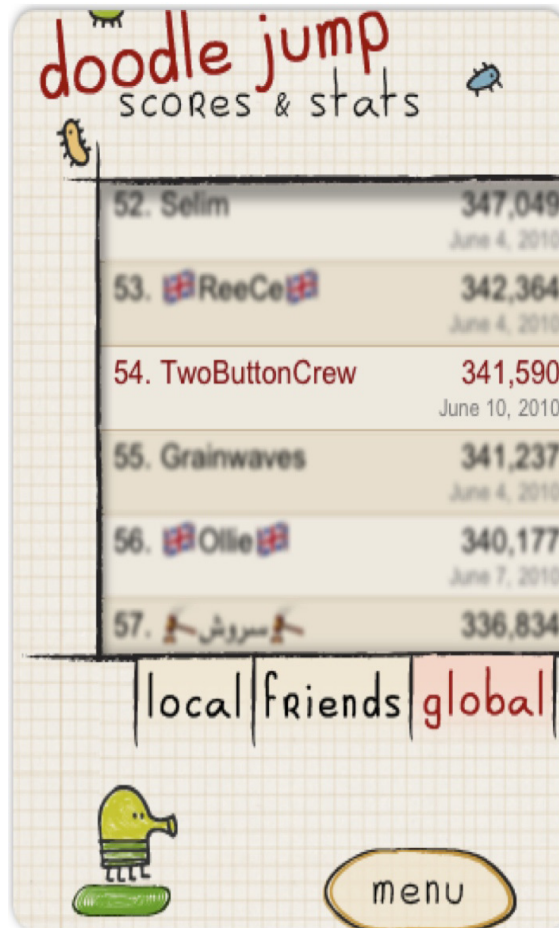 doodle jump
scores & stats
52. Selim 347,049
June 4, 2010
53. 🇬🇧ReeCe🇬🇧 342,364
June 4, 2010
54. TwoButtonCrew 341,590
June 10, 2010
55. Grainwaves 341,237
June 4, 2010
56. 🇬🇧Ollie🇬🇧 340,177
June 7, 2010
57. سروش 336,834
local friends global
menu